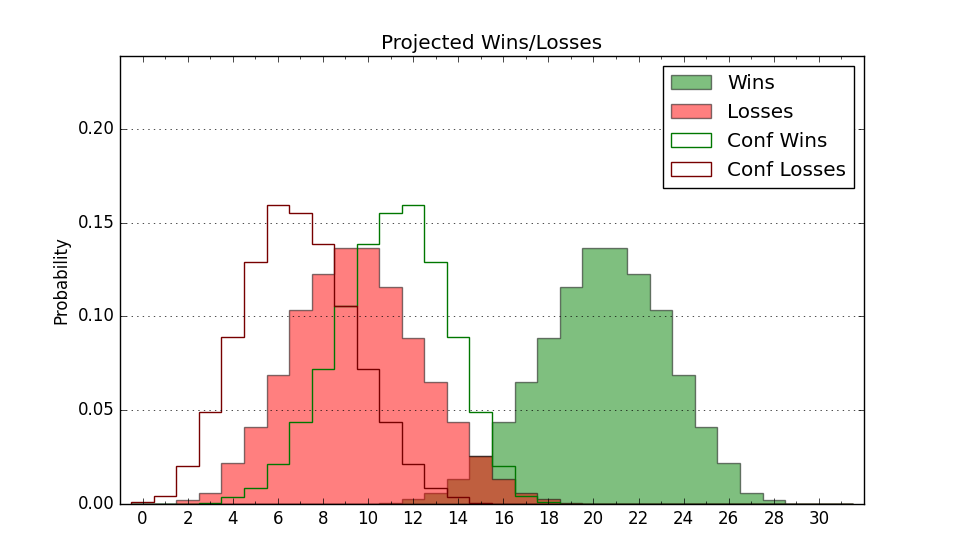 Projected Wins/Losses
Wins
Losses
Conf Wins
Conf Losses
Probability
0.20
0.15
0.10
0.05
0.00
0 2 4 6 8 10 12 14 16 18 20 22 24 26 28 30